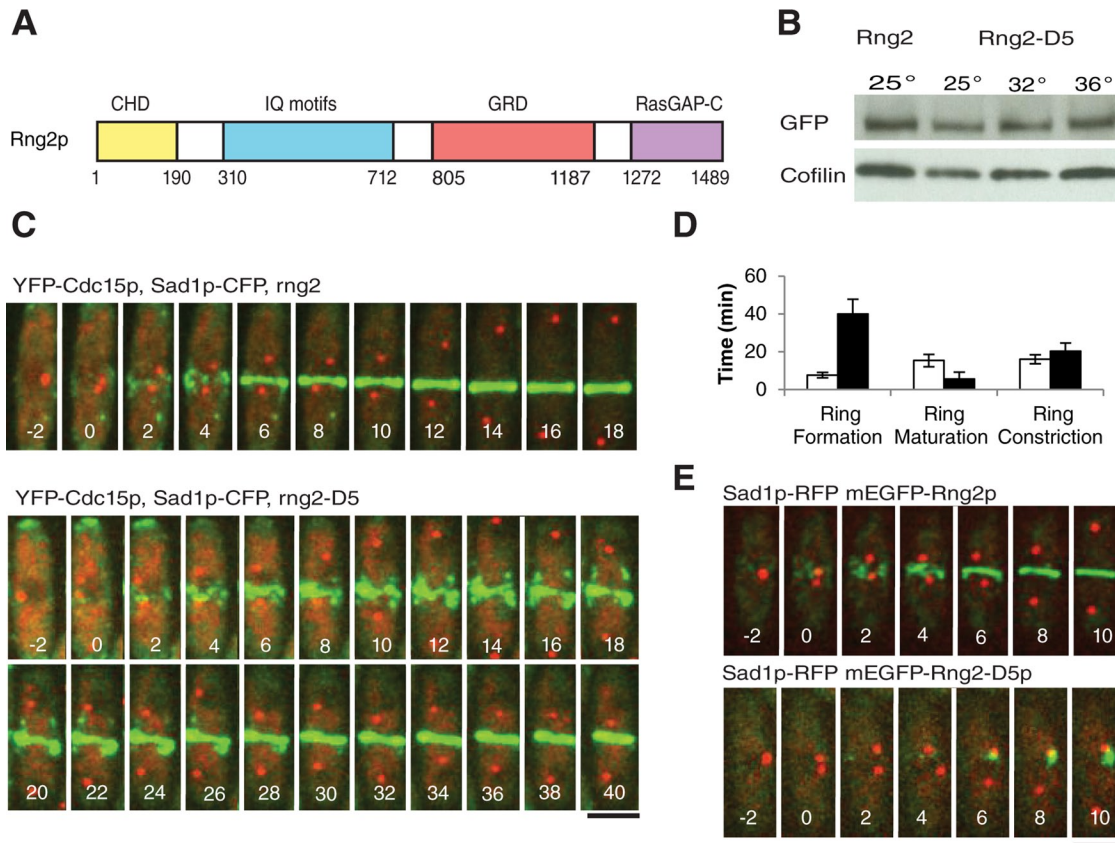 A
CHD IQ motifs GRD RasGAP-C
Rng2p
1 190 310 712 805 1187 1272 1489
B
Rng2 Rng2-D5
25° 25° 32° 36°
GFP
Cofilin
C
YFP-Cdc15p, Sad1p-CFP, rng2
-2 0 2 4 6 8 10 12 14 16 18
YFP-Cdc15p, Sad1p-CFP, rng2-D5
-2 0 2 4 6 8 10 12 14 16 18
20 22 24 26 28 30 32 34 36 38 40
D
Time (min)
60
40
20
0
Ring Ring Ring
Formation Maturation Constriction
E
Sad1p-RFP mEGFP-Rng2p
-2 0 2 4 6 8 10
Sad1p-RFP mEGFP-Rng2-D5p
-2 0 2 4 6 8 10